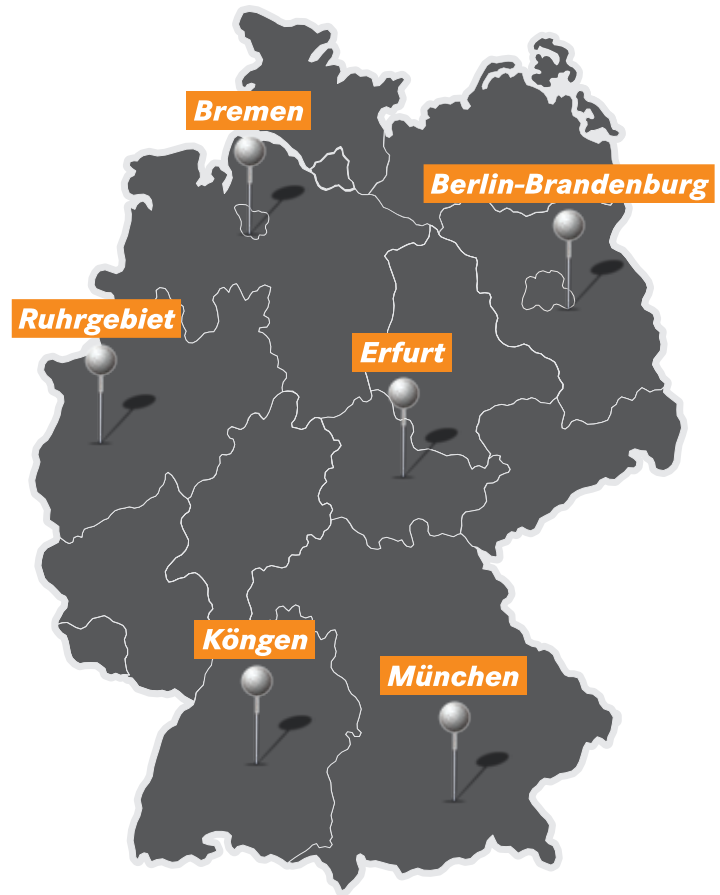 Bremen
Berlin-Brandenburg
Ruhrgebiet
Erfurt
Köngen
München